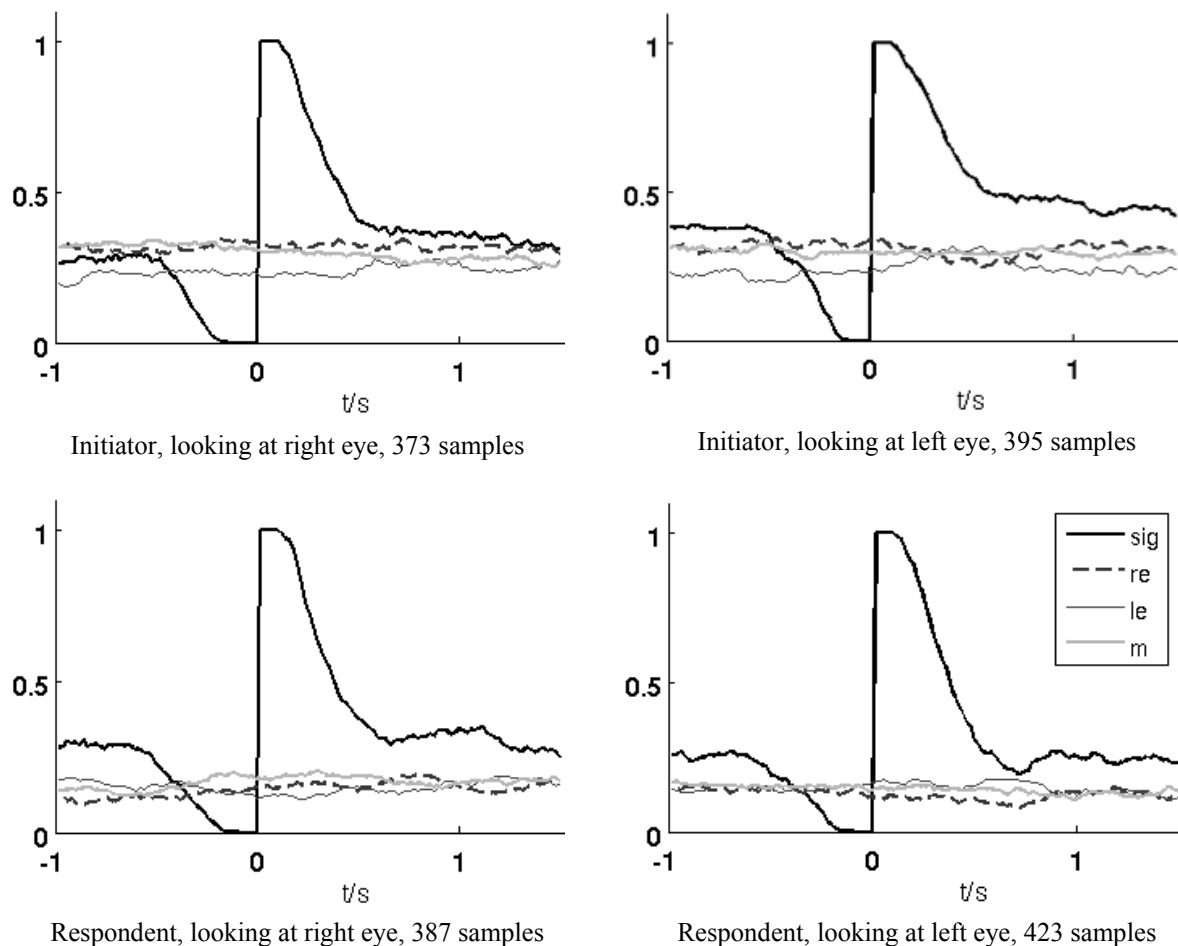 1
0.5
0
-1 0 1
t/s
Initiator, looking at right eye, 373 samples
1
0.5
0
-1 0 1
t/s
Initiator, looking at left eye, 395 samples
1
0.5
0
-1 0 1
t/s
Respondent, looking at right eye, 387 samples
1
0.5
0
-1 0 1
t/s
sig
re
le
m
Respondent, looking at left eye, 423 samples